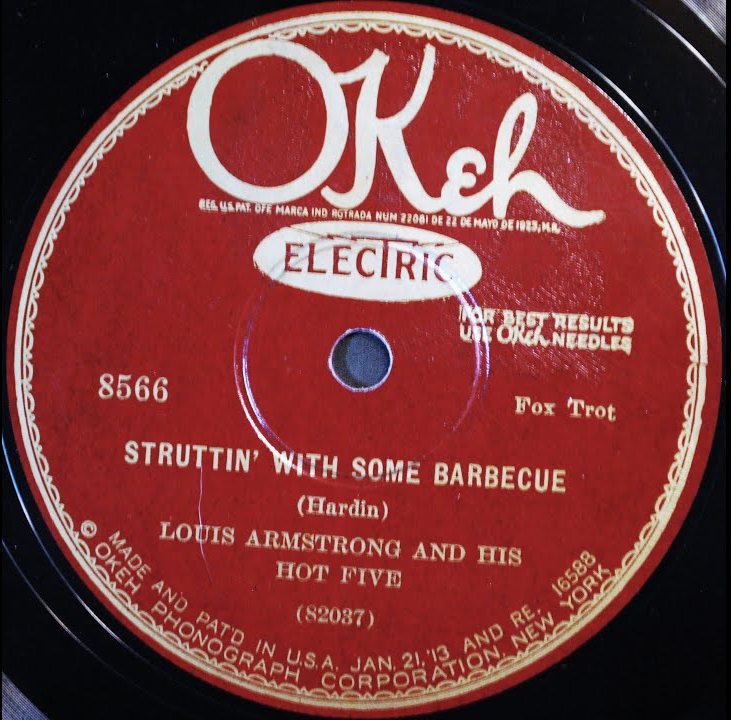 OKeh
REG. U.S. PAT. OFF. MARCA IND RGTRADA NUM 22081 DE 22 DE MAYO DE 1923, M.R.
ELECTRIC
FOR BEST RESULTS
USE OKeh NEEDLES
8566
Fox Trot
STRUTTIN' WITH SOME BARBECUE
(Hardin)
LOUIS ARMSTRONG AND HIS
HOT FIVE
(82037)
MADE AND PAT'D IN U.S.A. JAN. 21, '13 AND RE. 16588
© OKEH PHONOGRAPH CORPORATION, NEW YORK